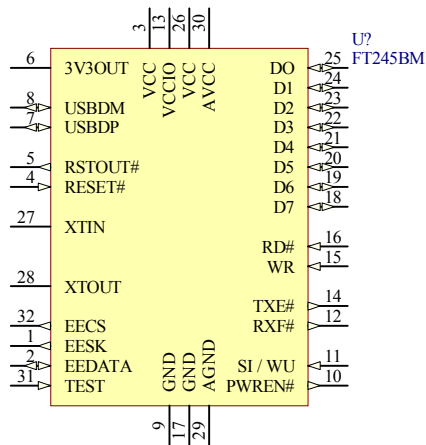 3 13 26 30
U?
FT245BM
6 3V3OUT VCC VCCIO VCC AVCC DO 25
D1 24
8 USBDM D2 23
7 USBDP D3 22
D4 21
5 RSTOUT# D5 20
4 RESET# D6 19
D7 18
27 XTIN RD# 16
WR 15
28 XTOUT
TXE# 14
32 EECS RXF# 12
1 EESK
2 EEDATA GND GND AGND SI / WU 11
31 TEST PWREN# 10
9 17 29